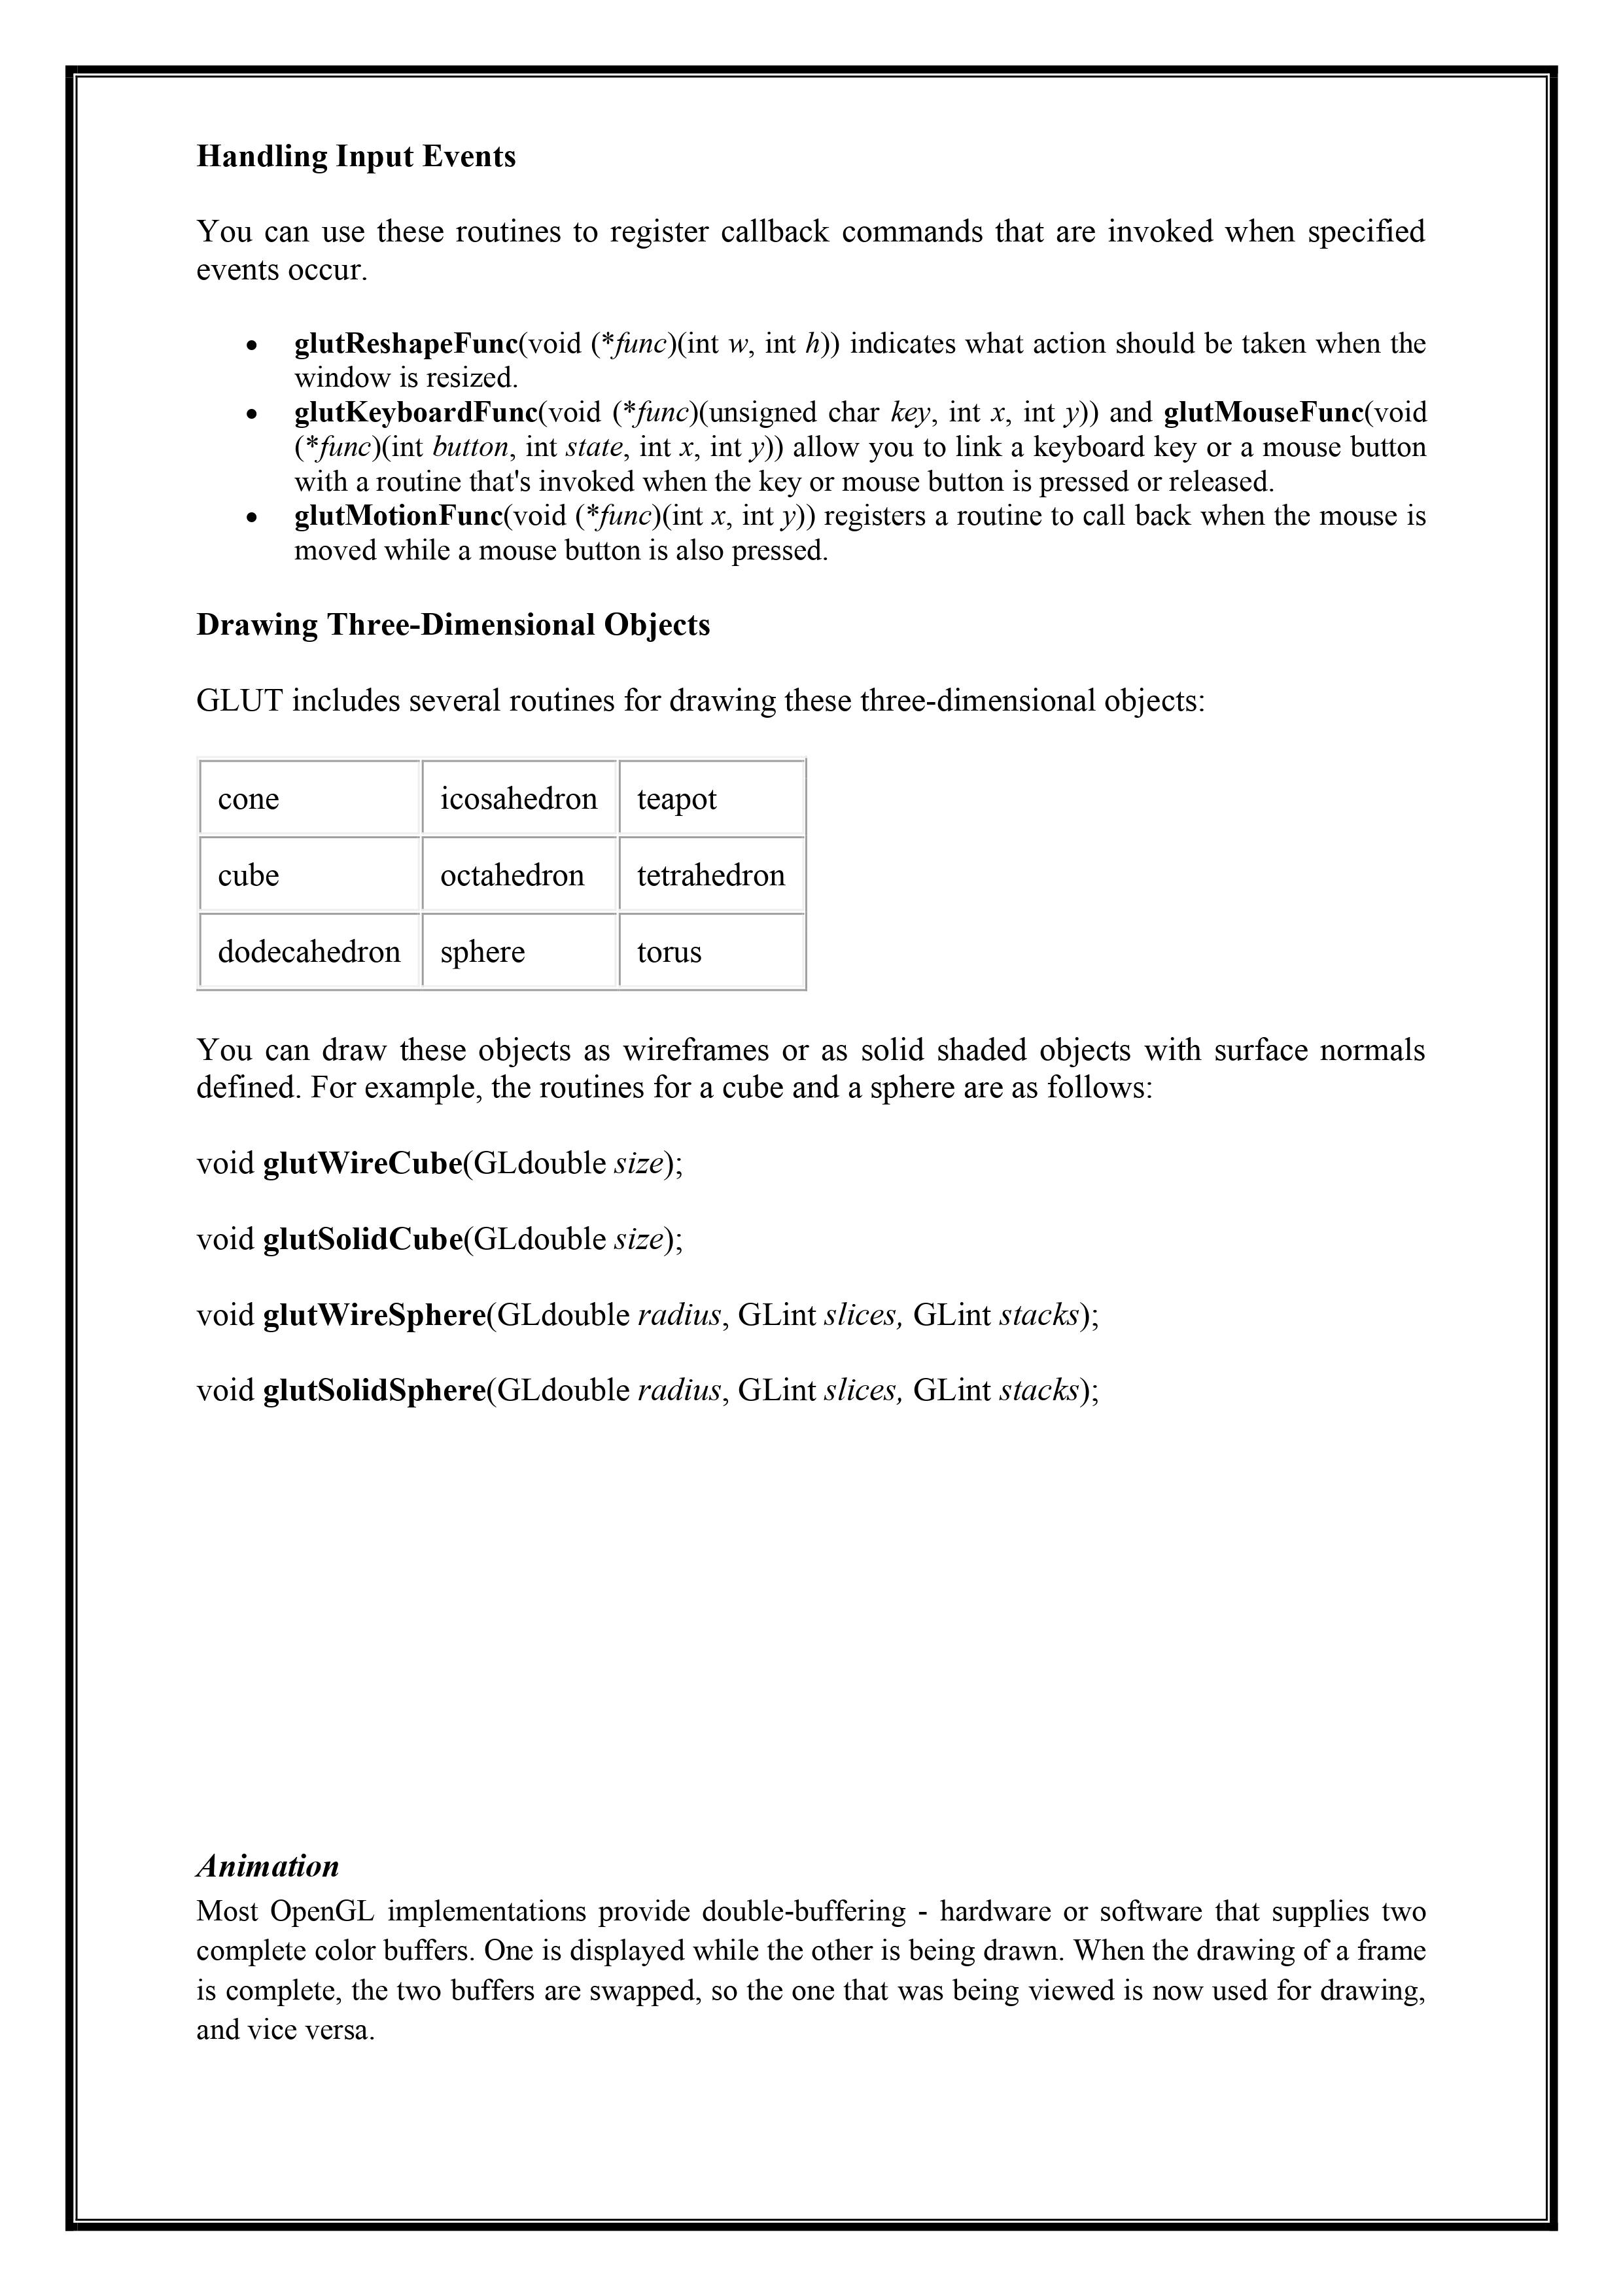 Handling Input Events
You can use these routines to register callback commands that are invoked when specified
events occur.
• glutReshapeFunc(void (*func)(int w, int h)) indicates what action should be taken when the
window is resized.
• glutKeyboardFunc(void (*func)(unsigned char key, int x, int y)) and glutMouseFunc(void
(*func)(int button, int state, int x, int y)) allow you to link a keyboard key or a mouse button
with a routine that's invoked when the key or mouse button is pressed or released.
• glutMotionFunc(void (*func)(int x, int y)) registers a routine to call back when the mouse is
moved while a mouse button is also pressed.
Drawing Three-Dimensional Objects
GLUT includes several routines for drawing these three-dimensional objects:
cone icosahedron teapot
cube octahedron tetrahedron
dodecahedron sphere torus
You can draw these objects as wireframes or as solid shaded objects with surface normals
defined. For example, the routines for a cube and a sphere are as follows:
void glutWireCube(GLdouble size);
void glutSolidCube(GLdouble size);
void glutWireSphere(GLdouble radius, GLint slices, GLint stacks);
void glutSolidSphere(GLdouble radius, GLint slices, GLint stacks);
Animation
Most OpenGL implementations provide double-buffering - hardware or software that supplies two
complete color buffers. One is displayed while the other is being drawn. When the drawing of a frame
is complete, the two buffers are swapped, so the one that was being viewed is now used for drawing,
and vice versa.